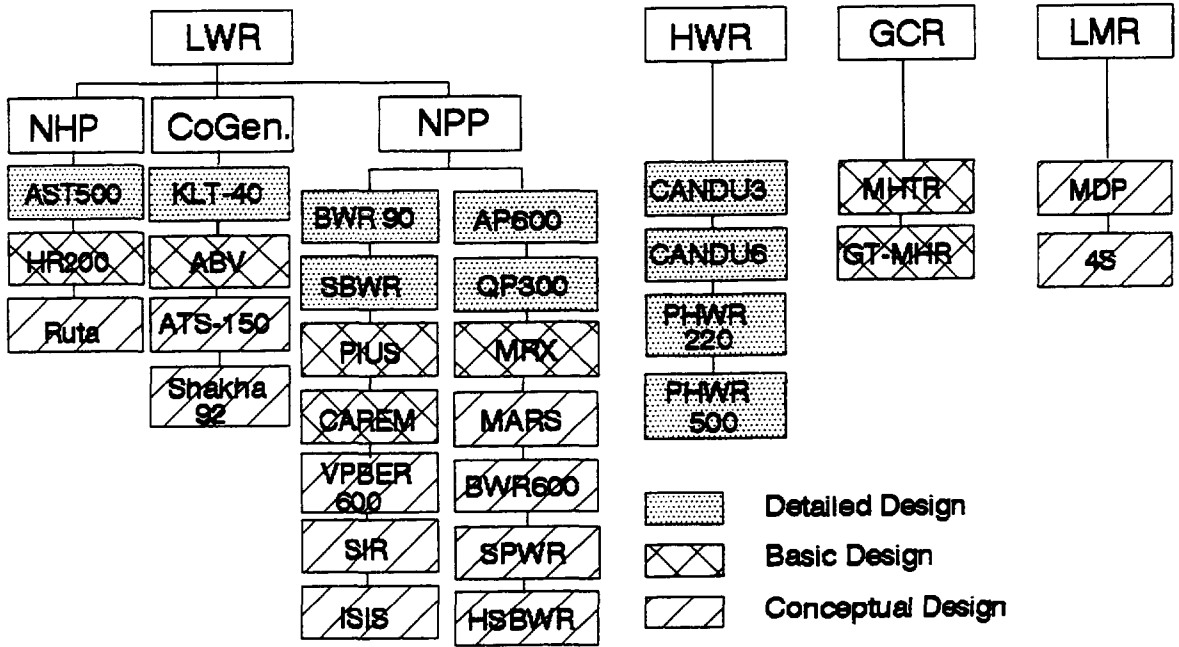 LWR
NHP
CoGen.
NPP
AST500
HR200
Ruta
KLT-40
ABV
ATS-150
Shakha
92
BWR 90
SBWR
PIUS
CAREM
VPBER
600
SIR
ISIS
AP600
QP300
MRX
MARS
BWR600
SPWR
HSBWR
HWR
CANDU3
CANDU6
PHWR
220
PHWR
500
GCR
MHTR
GT-MHR
LMR
MDP
4S
Detailed Design
Basic Design
Conceptual Design